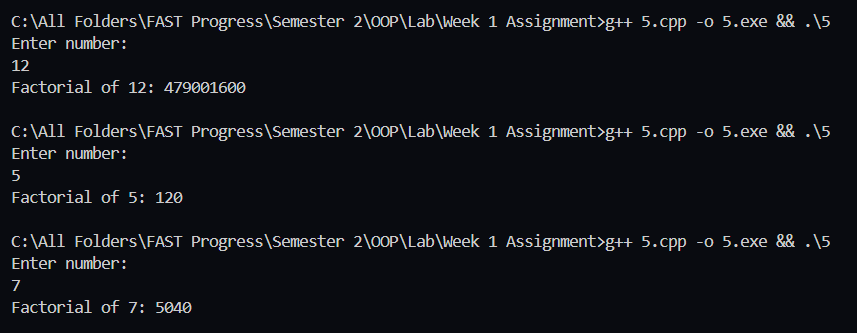 C:\All Folders\FAST Progress\Semester 2\OOP\Lab\Week 1 Assignment>g++ 5.cpp -o 5.exe && .\5
Enter number:
12
Factorial of 12: 479001600
C:\All Folders\FAST Progress\Semester 2\OOP\Lab\Week 1 Assignment>g++ 5.cpp -o 5.exe && .\5
Enter number:
5
Factorial of 5: 120
C:\All Folders\FAST Progress\Semester 2\OOP\Lab\Week 1 Assignment>g++ 5.cpp -o 5.exe && .\5
Enter number:
7
Factorial of 7: 5040